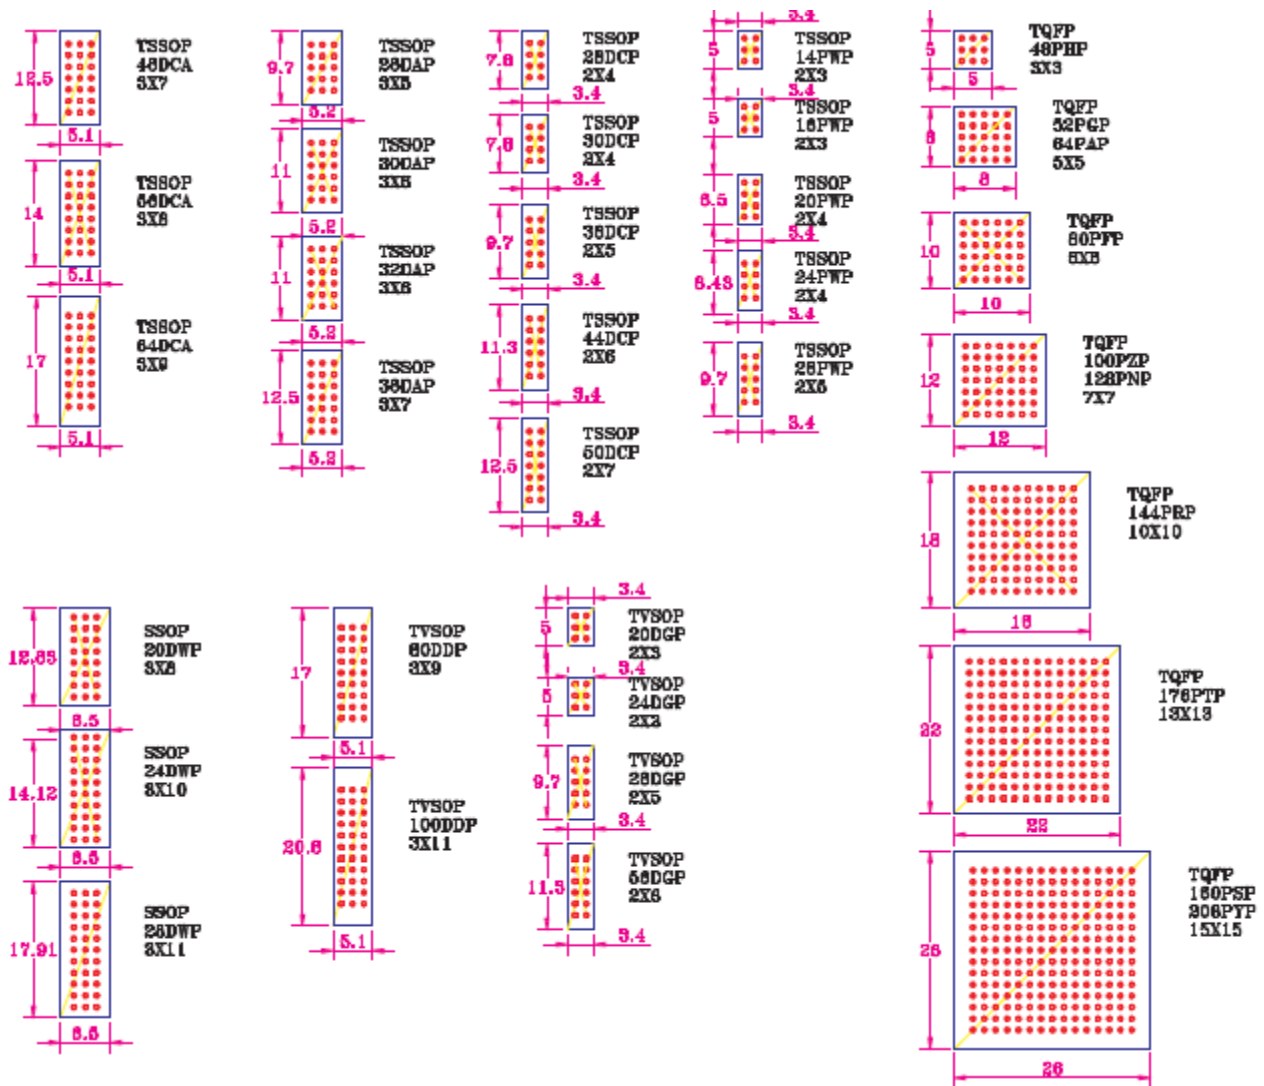 12.5
5.1
TSSOP
48DCA
3X7
14
5.1
TSSOP
56DCA
3X8
17
5.1
TSSOP
64DCA
3X9
9.7
5.2
TSSOP
28DAP
3X5
11
5.2
TSSOP
30DAP
3X6
11
5.2
TSSOP
32DAP
3X6
12.5
5.2
TSSOP
38DAP
3X7
7.8
3.4
TSSOP
28DCP
2X4
7.8
3.4
TSSOP
30DCP
2X4
9.7
3.4
TSSOP
38DCP
2X5
11.3
3.4
TSSOP
44DCP
2X6
12.5
3.4
TSSOP
50DCP
2X7
3.4
5
TSSOP
14PWP
2X3
3.4
5
TSSOP
16PWP
2X3
6.5
3.4
TSSOP
20PWP
2X4
3.4
TSSOP
24PWP
2X4
9.7
3.4
TSSOP
28PWP
2X5
5
5
TQFP
48PHP
3X3
8
8
TQFP
52PGP
64PAP
5X5
10
10
TQFP
80PFP
6X6
12
12
TQFP
100PZP
128PNP
7X7
TQFP
144PRP
10X10
22
22
TQFP
176PTP
13X13
26
26
TQFP
160PSP
208PYP
15X15
6.5
SSOP
20DWP
3X8
14.12
6.5
SSOP
24DWP
3X10
17.91
6.5
SSOP
28DWP
3X11
17
5.1
TVSOP
80DDP
3X9
20.8
5.1
TVSOP
100DDP
3X11
3.4
5
TVSOP
20DGP
2X3
3.4
5
TVSOP
24DGP
2X3
9.7
3.4
TVSOP
28DGP
2X5
11.3
3.4
TVSOP
56DGP
2X6